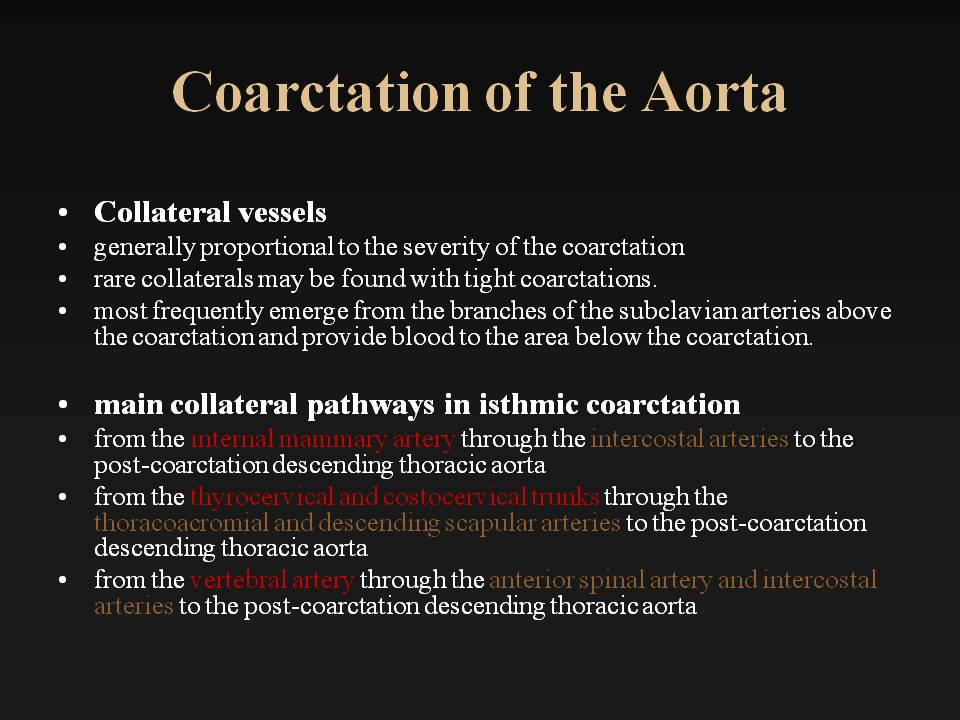 Coarctation of the Aorta
• Collateral vessels
• generally proportional to the severity of the coarctation
• rare collaterals may be found with tight coarctations.
• most frequently emerge from the branches of the subclavian arteries above
the coarctation and provide blood to the area below the coarctation.
• main collateral pathways in isthmic coarctation
• from the internal mammary artery through the intercostal arteries to the
post-coarctation descending thoracic aorta
• from the thyrocervical and costocervical trunks through the
thoracoacromial and descending scapular arteries to the post-coarctation
descending thoracic aorta
• from the vertebral artery through the anterior spinal artery and intercostal
arteries to the post-coarctation descending thoracic aorta